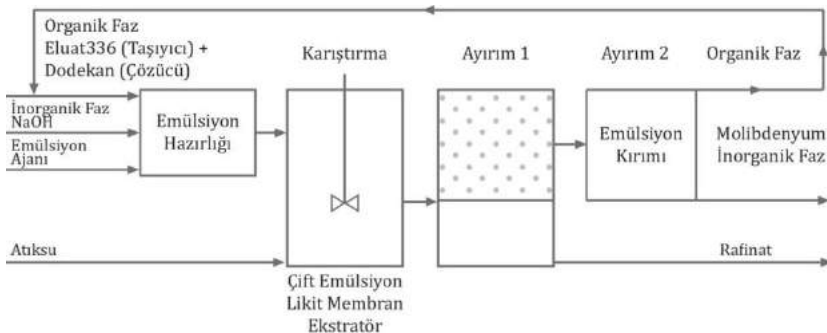 Organik Faz
Eluat336 (Taşıyıcı) +
Dodekan (Çözücü)
Karıştırma
Ayırım 1
Ayırım 2
Organik Faz
İnorganik Faz
NaOH
Emülsiyon
Ajanı
Emülsiyon
Hazırlığı
Emülsiyon
Kırımı
Molibdenyum
İnorganik Faz
Atıksu
Rafinat
Çift Emülsiyon
Likit Membran
Ekstratör